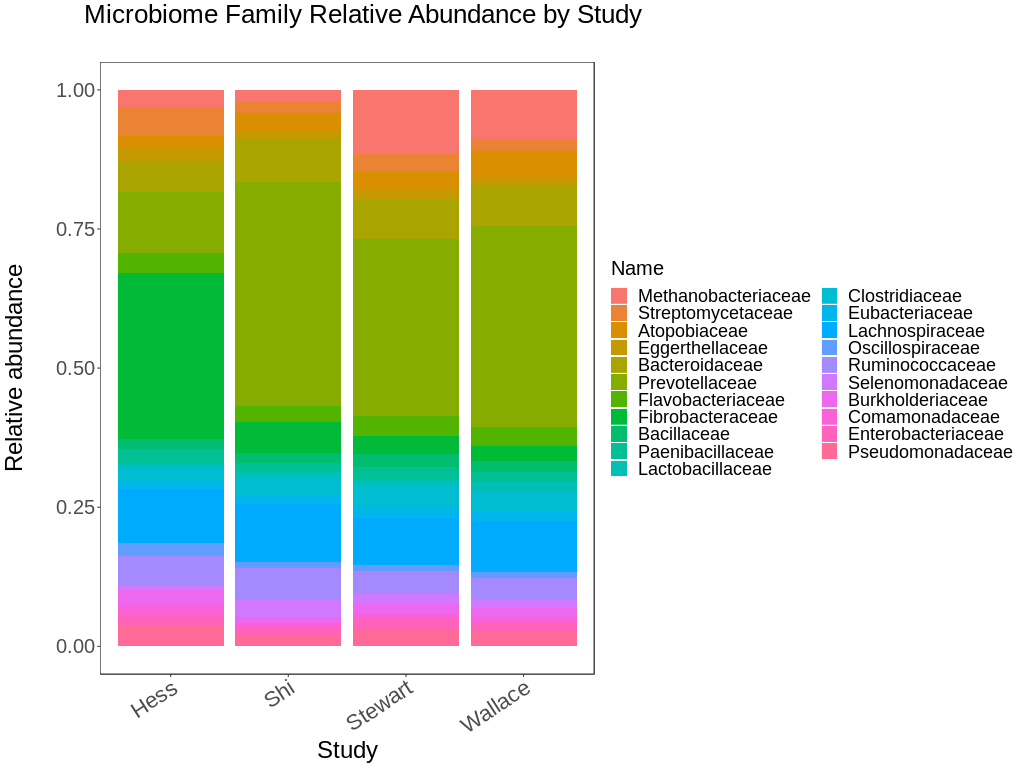 Microbiome Family Relative Abundance by Study
Relative abundance
1.00
0.75
0.50
0.25
0.00
Hess
Shi
Stewart
Wallace
Study
Name
Methanobacteriaceae
Streptomycetaceae
Atopobiaceae
Eggerthellaceae
Bacteroidaceae
Prevotellaceae
Flavobacteriaceae
Fibrobacteraceae
Bacillaceae
Paenibacillaceae
Lactobacillaceae
Clostridiaceae
Eubacteriaceae
Lachnospiraceae
Oscillospiraceae
Ruminococcaceae
Selenomonadaceae
Burkholderiaceae
Comamonadaceae
Enterobacteriaceae
Pseudomonadaceae